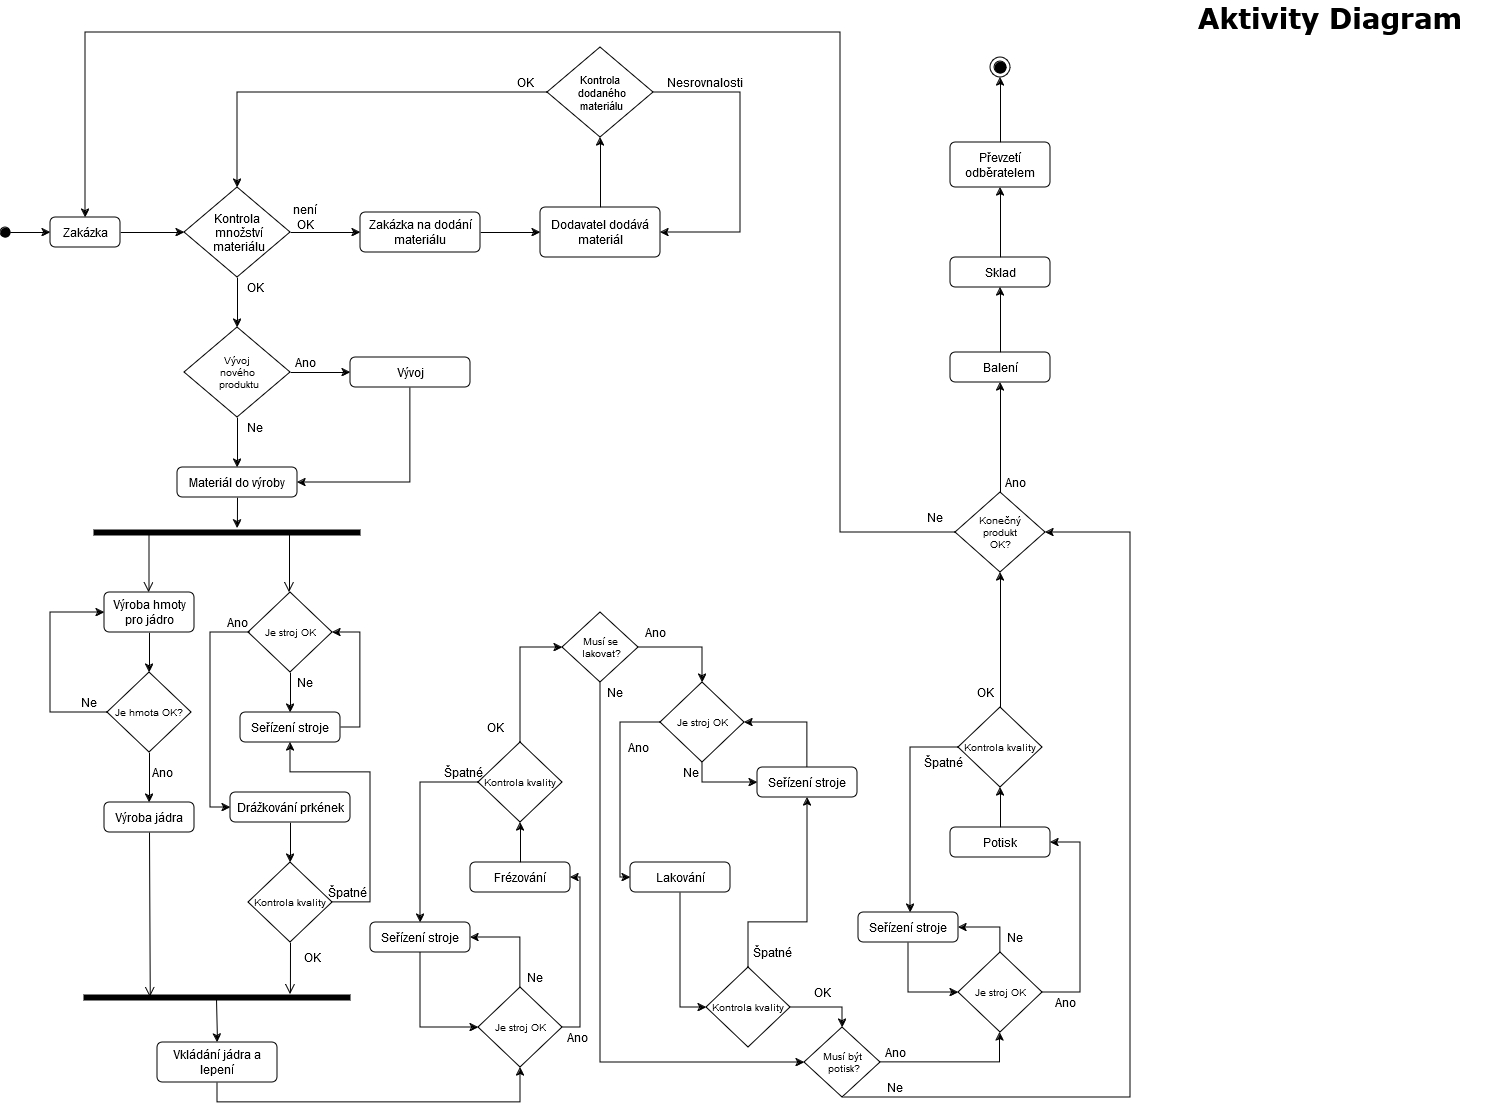 Aktivity Diagram
Kontrola
dodaného
materiálu
OK
Nesrovnalosti
Převzetí
odběratelem
Zakázka
Kontrola
množství
materiálu
není
OK
Zakázka na dodání
materiálu
Dodavatel dodává
materiál
OK
Sklad
Vývoj
nového
produktu
Ano
Vývoj
Ne
Balení
Materiál do výroby
Ano
Konečný
produkt
OK?
Ne
Výroba hmoty
pro jádro
Ne
Je hmota OK?
Ano
Výroba jádra
Ano
Je stroj OK
Ne
Seřízení stroje
Drážkování prkének
Kontrola kvality
Špatné
OK
Vkládání jádra a
lepení
OK
Špatné
Kontrola kvality
Frézování
Seřízení stroje
Ne
Je stroj OK
Ano
Musí se
lakovat?
Ano
Ne
Je stroj OK
Ano
Ne
Seřízení stroje
Lakování
Špatné
Kontrola kvality
OK
Musí být
potisk?
Ano
Ne
OK
Kontrola kvality
Špatné
Potisk
Seřízení stroje
Ne
Je stroj OK
Ano